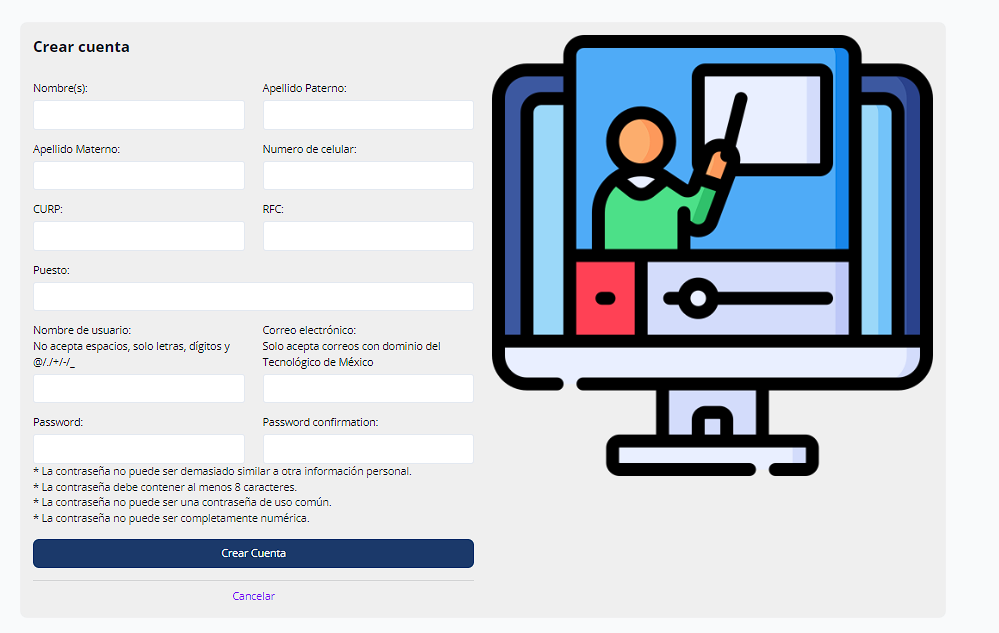 Crear cuenta
Nombre(s):
Apellido Paterno:
Apellido Materno:
Numero de celular:
CURP:
RFC:
Puesto:
Nombre de usuario:
No acepta espacios, solo letras, dígitos y
@/./+/-/_
Correo electrónico:
Solo acepta correos con dominio del
Tecnológico de México
Password:
Password confirmation:
* La contraseña no puede ser demasiado similar a otra información personal.
* La contraseña debe contener al menos 8 caracteres.
* La contraseña no puede ser una contraseña de uso común.
* La contraseña no puede ser completamente numérica.
Crear Cuenta
Cancelar